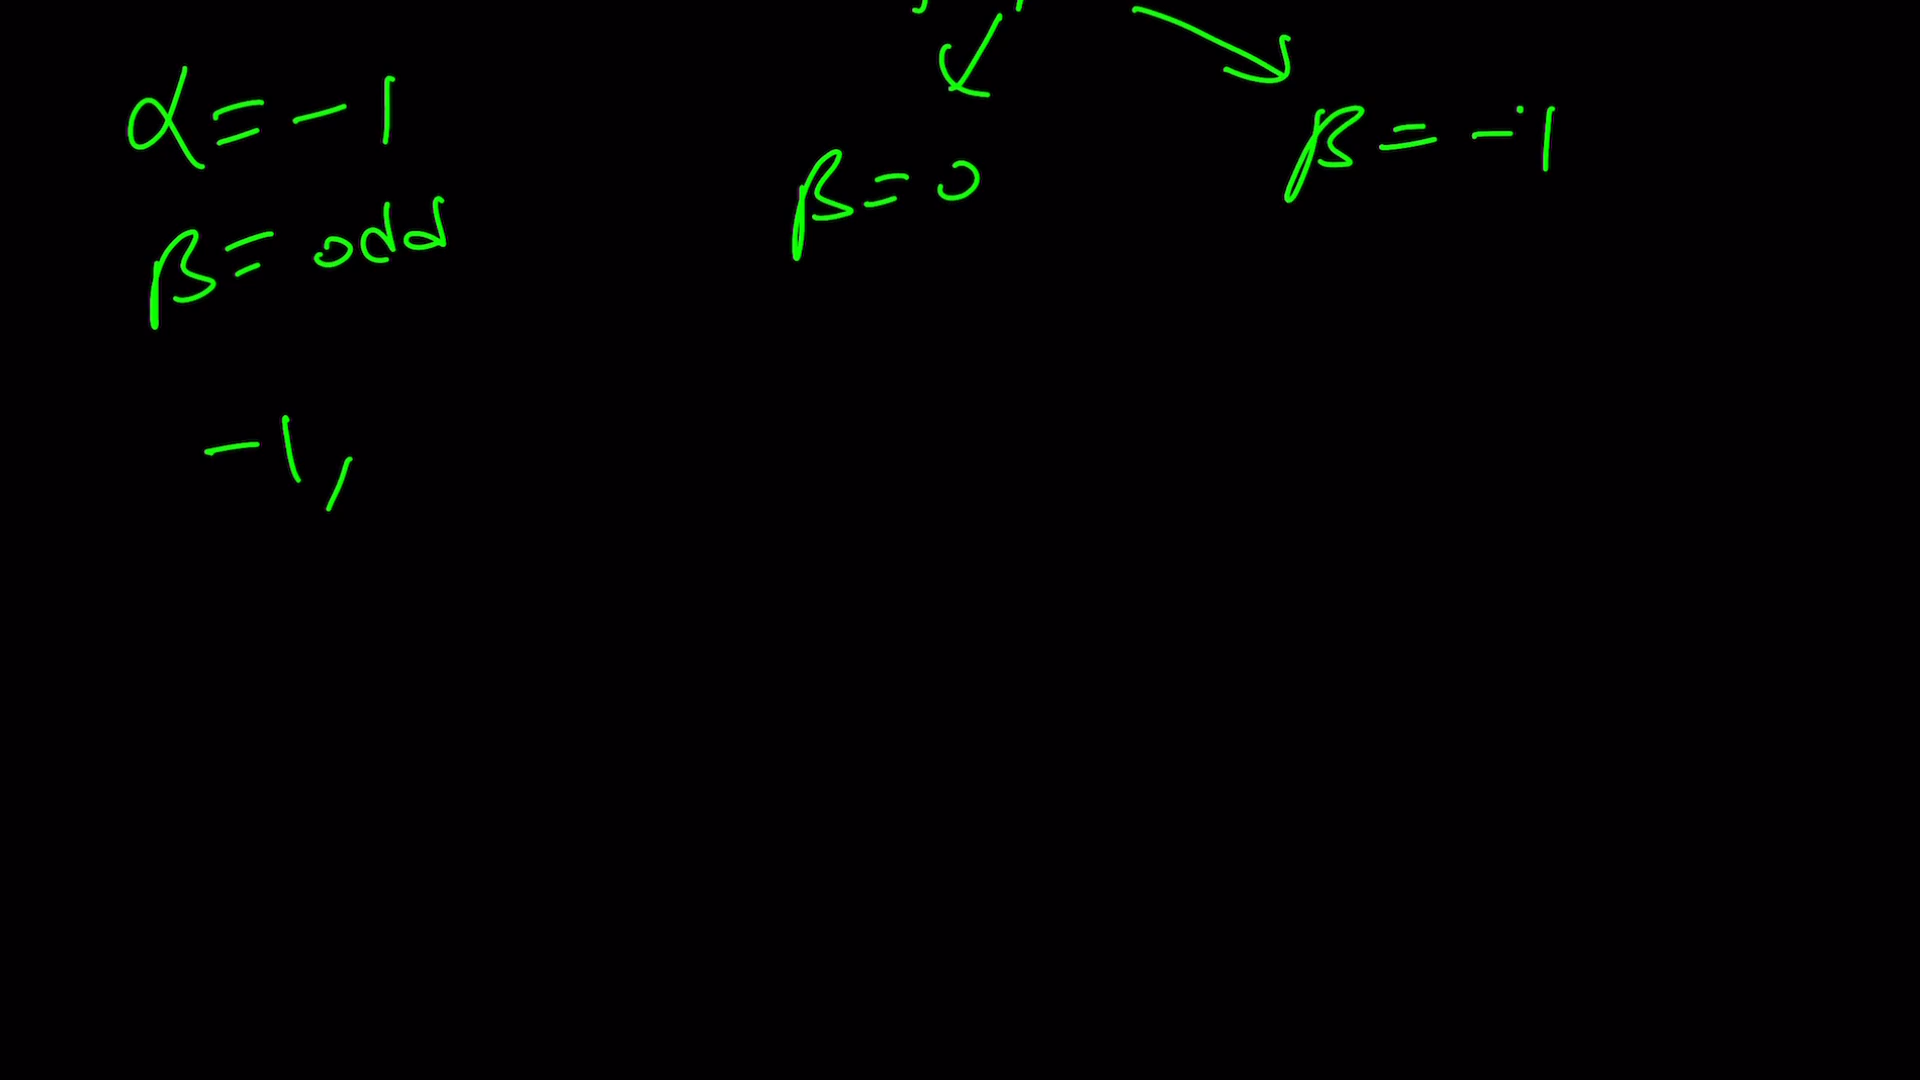 α = -1
β = odd
-1,
β = 0
β = -1